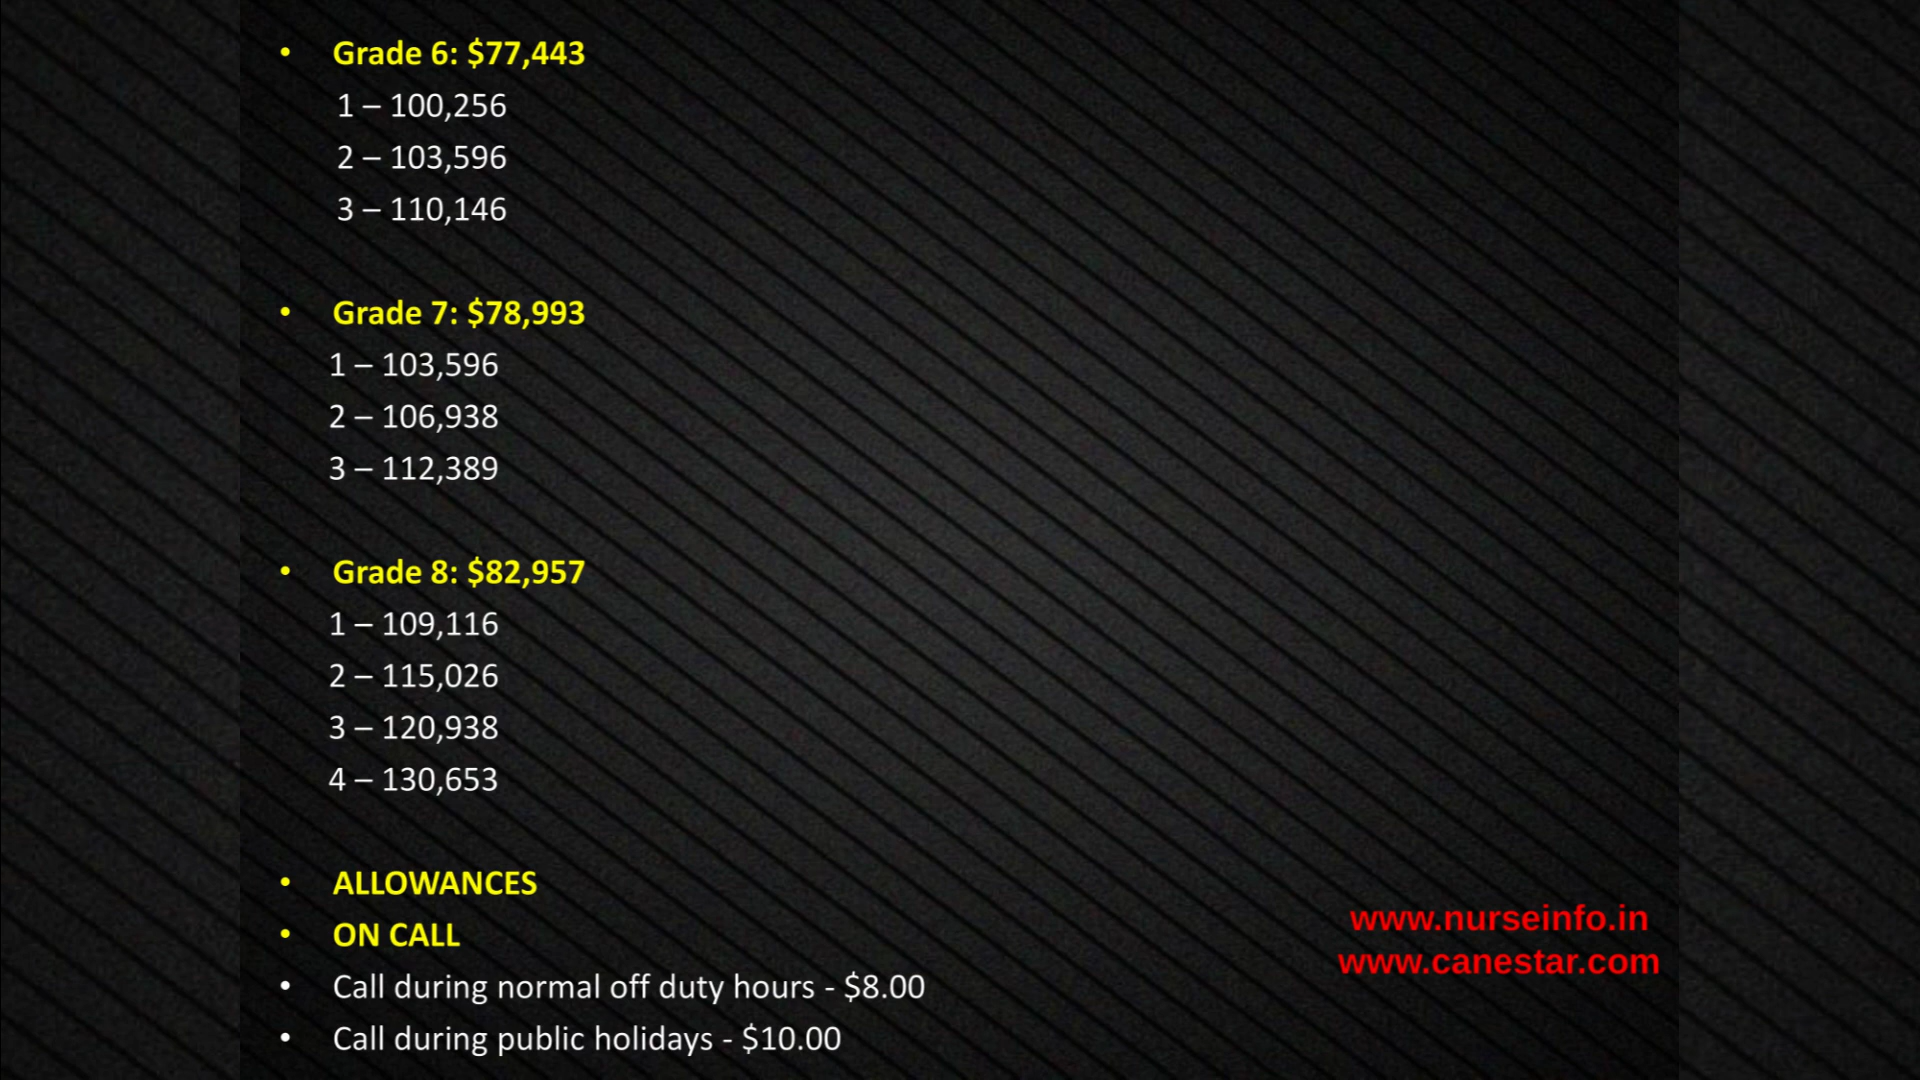 • Grade 6: $77,443
1 – 100,256
2 – 103,596
3 – 110,146
• Grade 7: $78,993
1 – 103,596
2 – 106,938
3 – 112,389
• Grade 8: $82,957
1 – 109,116
2 – 115,026
3 – 120,938
4 – 130,653
• ALLOWANCES
• ON CALL
• Call during normal off duty hours - $8.00
• Call during public holidays - $10.00
www.nurseinfo.in
www.canestar.com